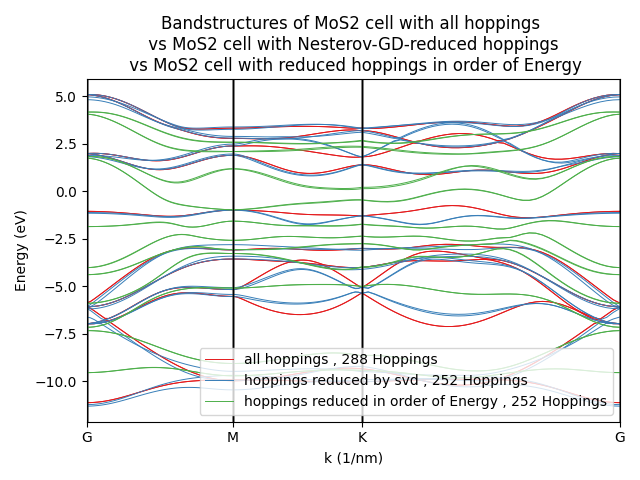 Bandstructures of MoS2 cell with all hoppings
vs MoS2 cell with Nesterov-GD-reduced hoppings
vs MoS2 cell with reduced hoppings in order of Energy
5.0
2.5
0.0
−2.5
−5.0
−7.5
−10.0
Energy (eV)
all hoppings , 288 Hoppings
hoppings reduced by svd , 252 Hoppings
hoppings reduced in order of Energy , 252 Hoppings
G M K G
k (1/nm)